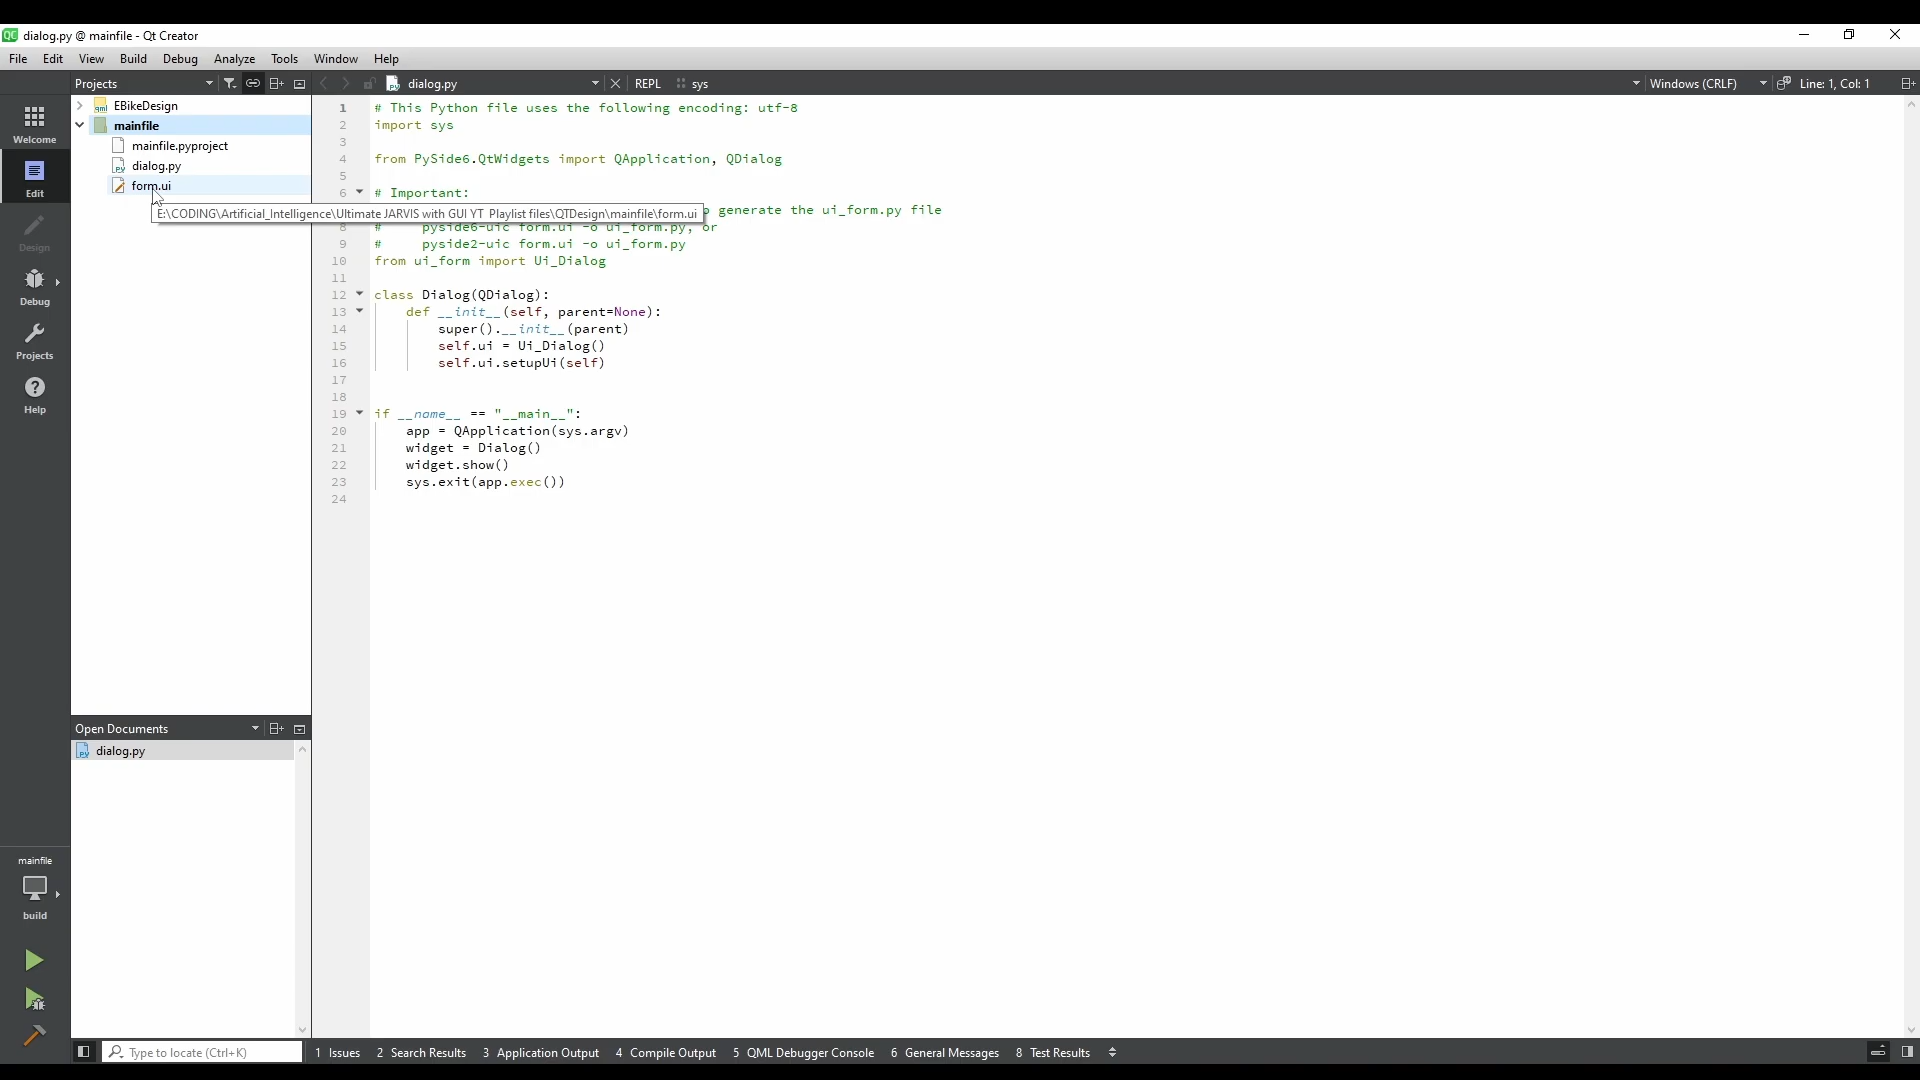 dialog.py @ mainfile - Qt Creator
File Edit View Build Debug Analyze Tools Window Help
Projects dialog.py REPL sys Windows (CRLF) Line: 1, Col: 1
Welcome
Edit
Design
Debug
Projects
Help
EBikeDesign
mainfile
mainfile.pyproject
dialog.py
form.ui
E:\CODING\Artificial_Intelligence\Ultimate JARVIS with GUI YT Playlist files\QTDesign\mainfile\form.ui
1 # This Python file uses the following encoding: utf-8
2 import sys
3
4 from PySide6.QtWidgets import QApplication, QDialog
5
6 # Important:
generate the ui_form.py file
8 # pyside6-uic form.ui -o ui_form.py, or
9 # pyside2-uic form.ui -o ui_form.py
10 from ui_form import Ui_Dialog
11
12 class Dialog(QDialog):
13 def __init__(self, parent=None):
14 super().__init__(parent)
15 self.ui = Ui_Dialog()
16 self.ui.setupUi(self)
17
18
19 if __name__ == "__main__":
20 app = QApplication(sys.argv)
21 widget = Dialog()
22 widget.show()
23 sys.exit(app.exec())
24
Open Documents
dialog.py
mainfile
build
Type to locate (Ctrl+K)
1 Issues 2 Search Results 3 Application Output 4 Compile Output 5 QML Debugger Console 6 General Messages 8 Test Results